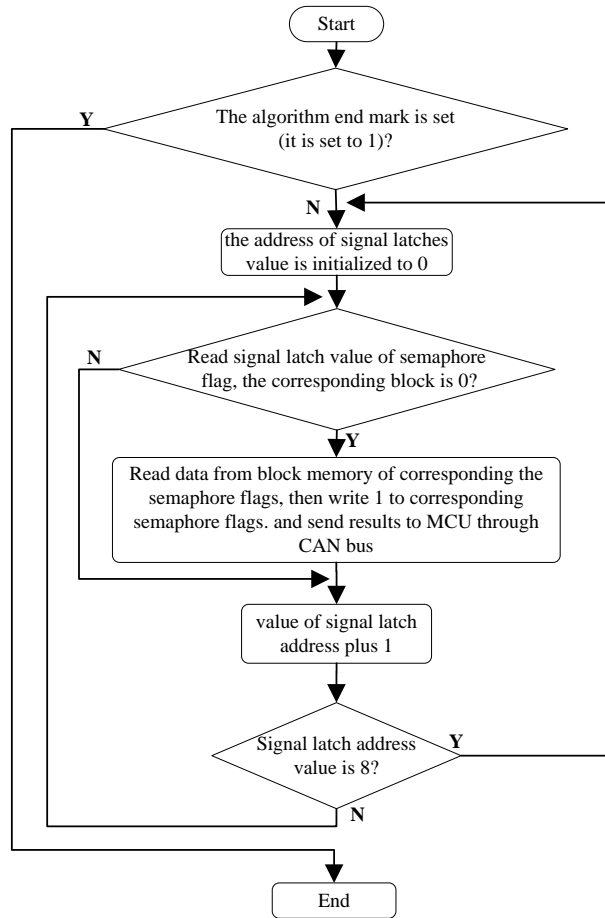 Start
The algorithm end mark is set
(it is set to 1)?
Y
N
the address of signal latches
value is initialized to 0
Read signal latch value of semaphore
flag, the corresponding block is 0?
N
Y
Read data from block memory of corresponding the
semaphore flags, then write 1 to corresponding
semaphore flags. and send results to MCU through
CAN bus
value of signal latch
address plus 1
Signal latch address
value is 8?
Y
N
End